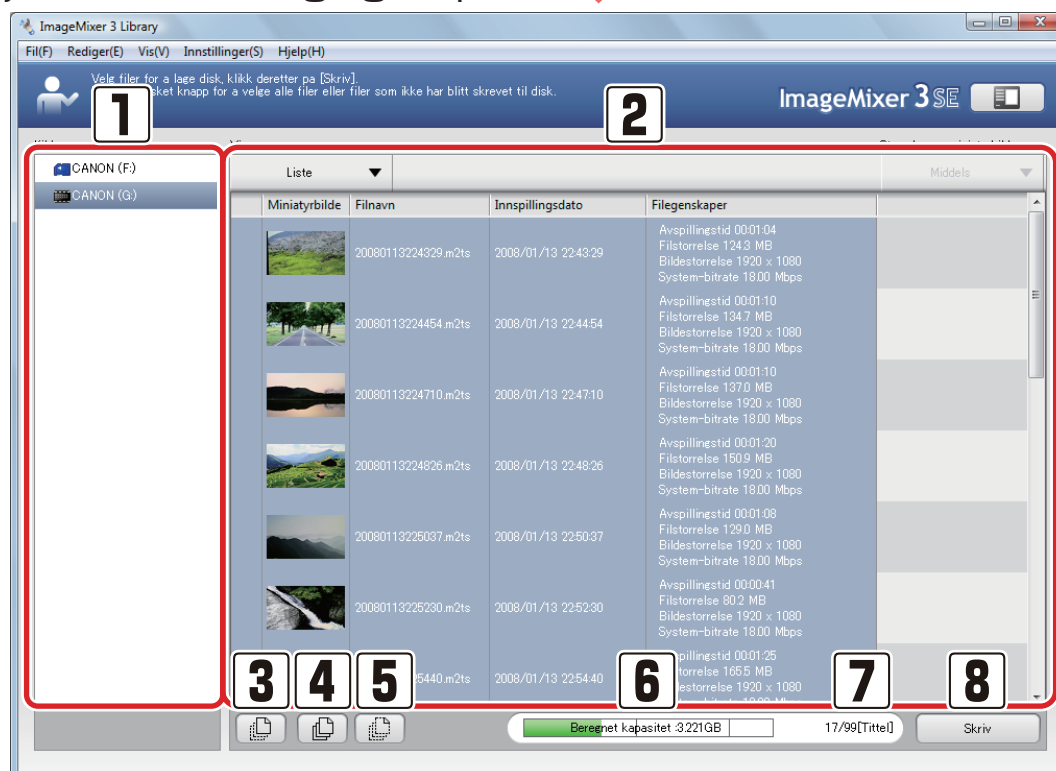 ImageMixer 3 Library
Fil(F) Rediger(E) Vis(V) Innstillinger(S) Hjelp(H)
Velg filer for a lage disk, klikk deretter pa [Skriv].
sket knapp for a velge alle filer eller filer som ikke har blitt skrevet til disk.
ImageMixer 3 SE
1
2
CANON (F:)
CANON (G:)
Liste
Middels
Miniatyrbilde Filnavn Innspillingsdato Filegenskaper
20080113224329.m2ts 2008/01/13 22:43:29
Avspillingstid 00:01:04
Filstorrelse 124.3 MB
Bildestorrelse 1920 x 1080
System-bitrate 18.00 Mbps
20080113224454.m2ts 2008/01/13 22:44:54
Avspillingstid 00:01:10
Filstorrelse 134.7 MB
Bildestorrelse 1920 x 1080
System-bitrate 18.00 Mbps
20080113224710.m2ts 2008/01/13 22:47:10
Avspillingstid 00:01:10
Filstorrelse 137.0 MB
Bildestorrelse 1920 x 1080
System-bitrate 18.00 Mbps
20080113224826.m2ts 2008/01/13 22:48:26
Avspillingstid 00:01:20
Filstorrelse 150.9 MB
Bildestorrelse 1920 x 1080
System-bitrate 18.00 Mbps
20080113225037.m2ts 2008/01/13 22:50:37
Avspillingstid 00:01:08
Filstorrelse 129.0 MB
Bildestorrelse 1920 x 1080
System-bitrate 18.00 Mbps
20080113225230.m2ts 2008/01/13 22:52:30
Avspillingstid 00:00:41
Filstorrelse 80.2 MB
Bildestorrelse 1920 x 1080
System-bitrate 18.00 Mbps
5440.m2ts 2008/01/13 22:54:40
pillingstid 00:01:25
torrelse 165.5 MB
estorrelse 1920 x 1080
3 4 5 6 7 8
Beregnet kapasitet :3.221GB
17/99[Tittel]
Skriv